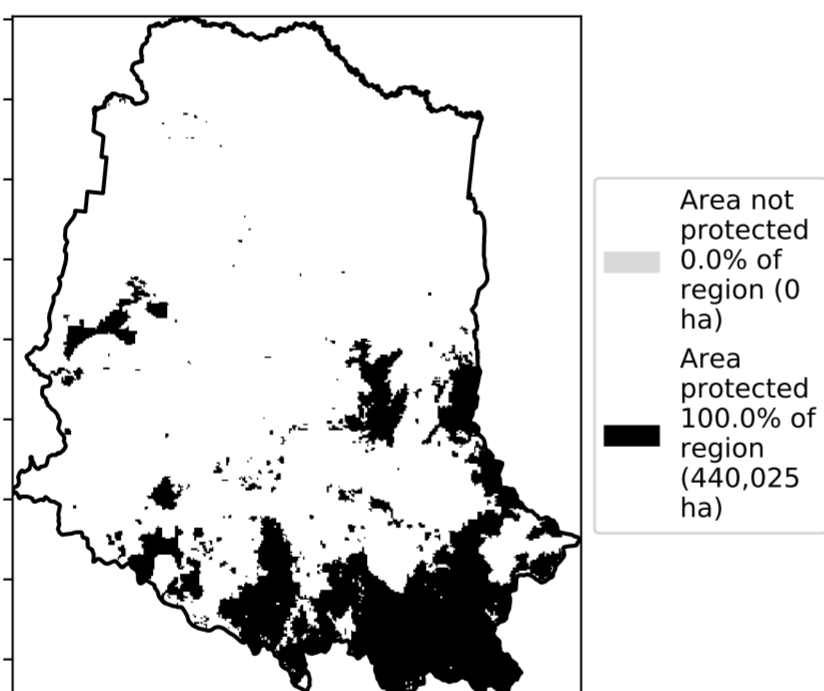 Area not
protected
0.0% of
region (0
ha)
Area
protected
100.0% of
region
(440,025
ha)